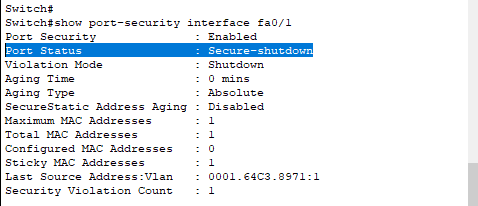 Switch#
Switch#show port-security interface fa0/1
Port Security : Enabled
Port Status : Secure-shutdown
Violation Mode : Shutdown
Aging Time : 0 mins
Aging Type : Absolute
SecureStatic Address Aging : Disabled
Maximum MAC Addresses : 1
Total MAC Addresses : 1
Configured MAC Addresses : 0
Sticky MAC Addresses : 1
Last Source Address:Vlan : 0001.64C3.8971:1
Security Violation Count : 1